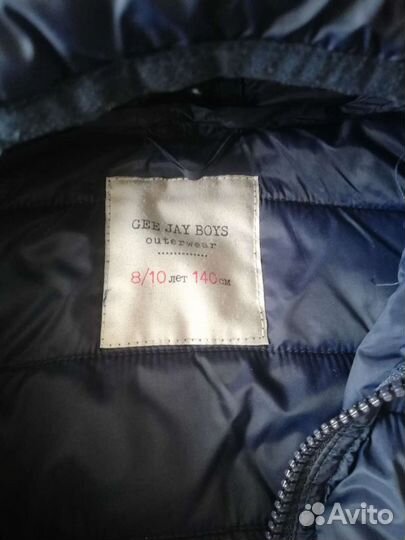 GEE JAY BOYS
outerwear
8/10 лет 140 см
Avito